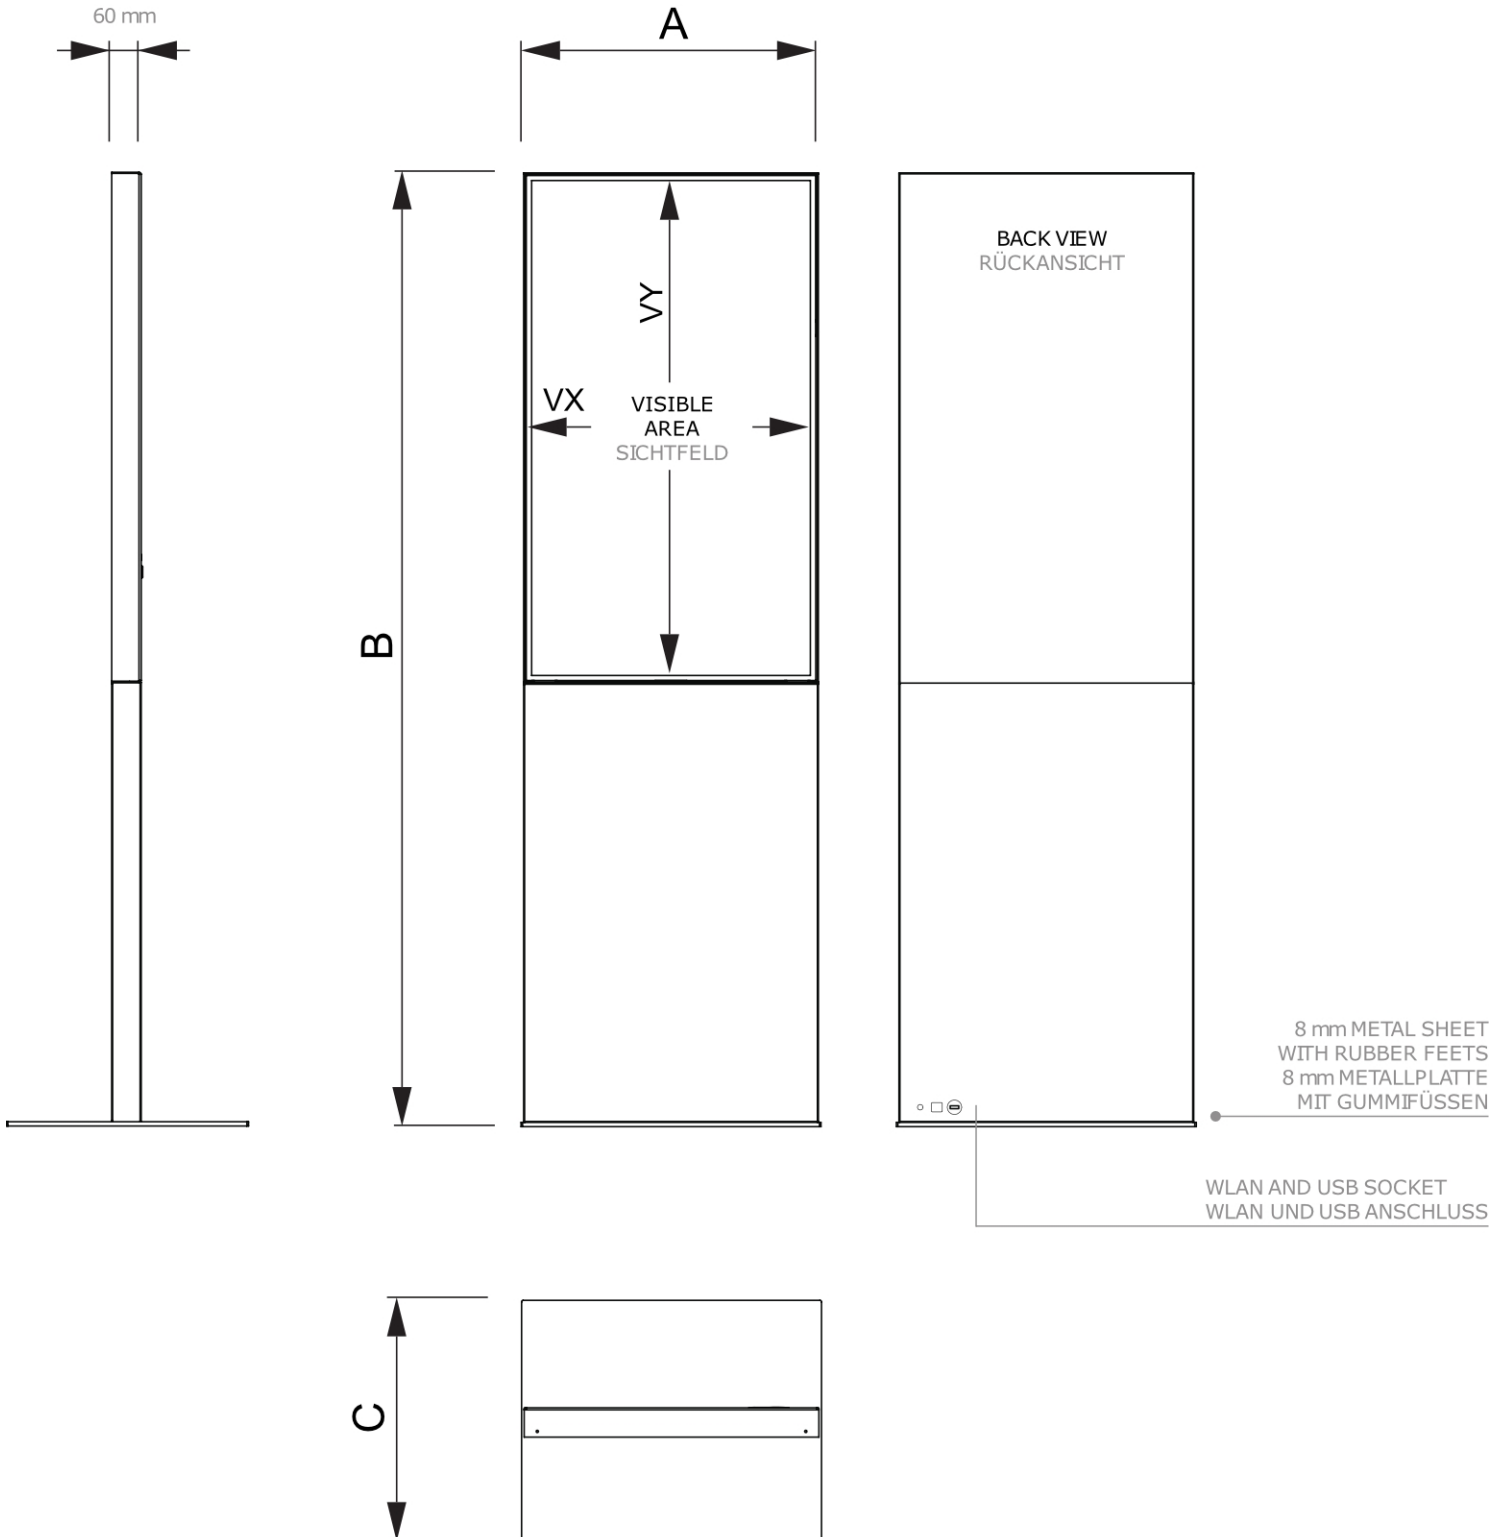 60 mm
A
BACK VIEW
RÜCKANSICHT
VY
VX
VISIBLE
AREA
SICHTFELD
B
8 mm METAL SHEET
WITH RUBBER FEETS
8 mm METALLPLATTE
MIT GUMMIFÜSSEN
WLAN AND USB SOCKET
WLAN UND USB ANSCHLUSS
C